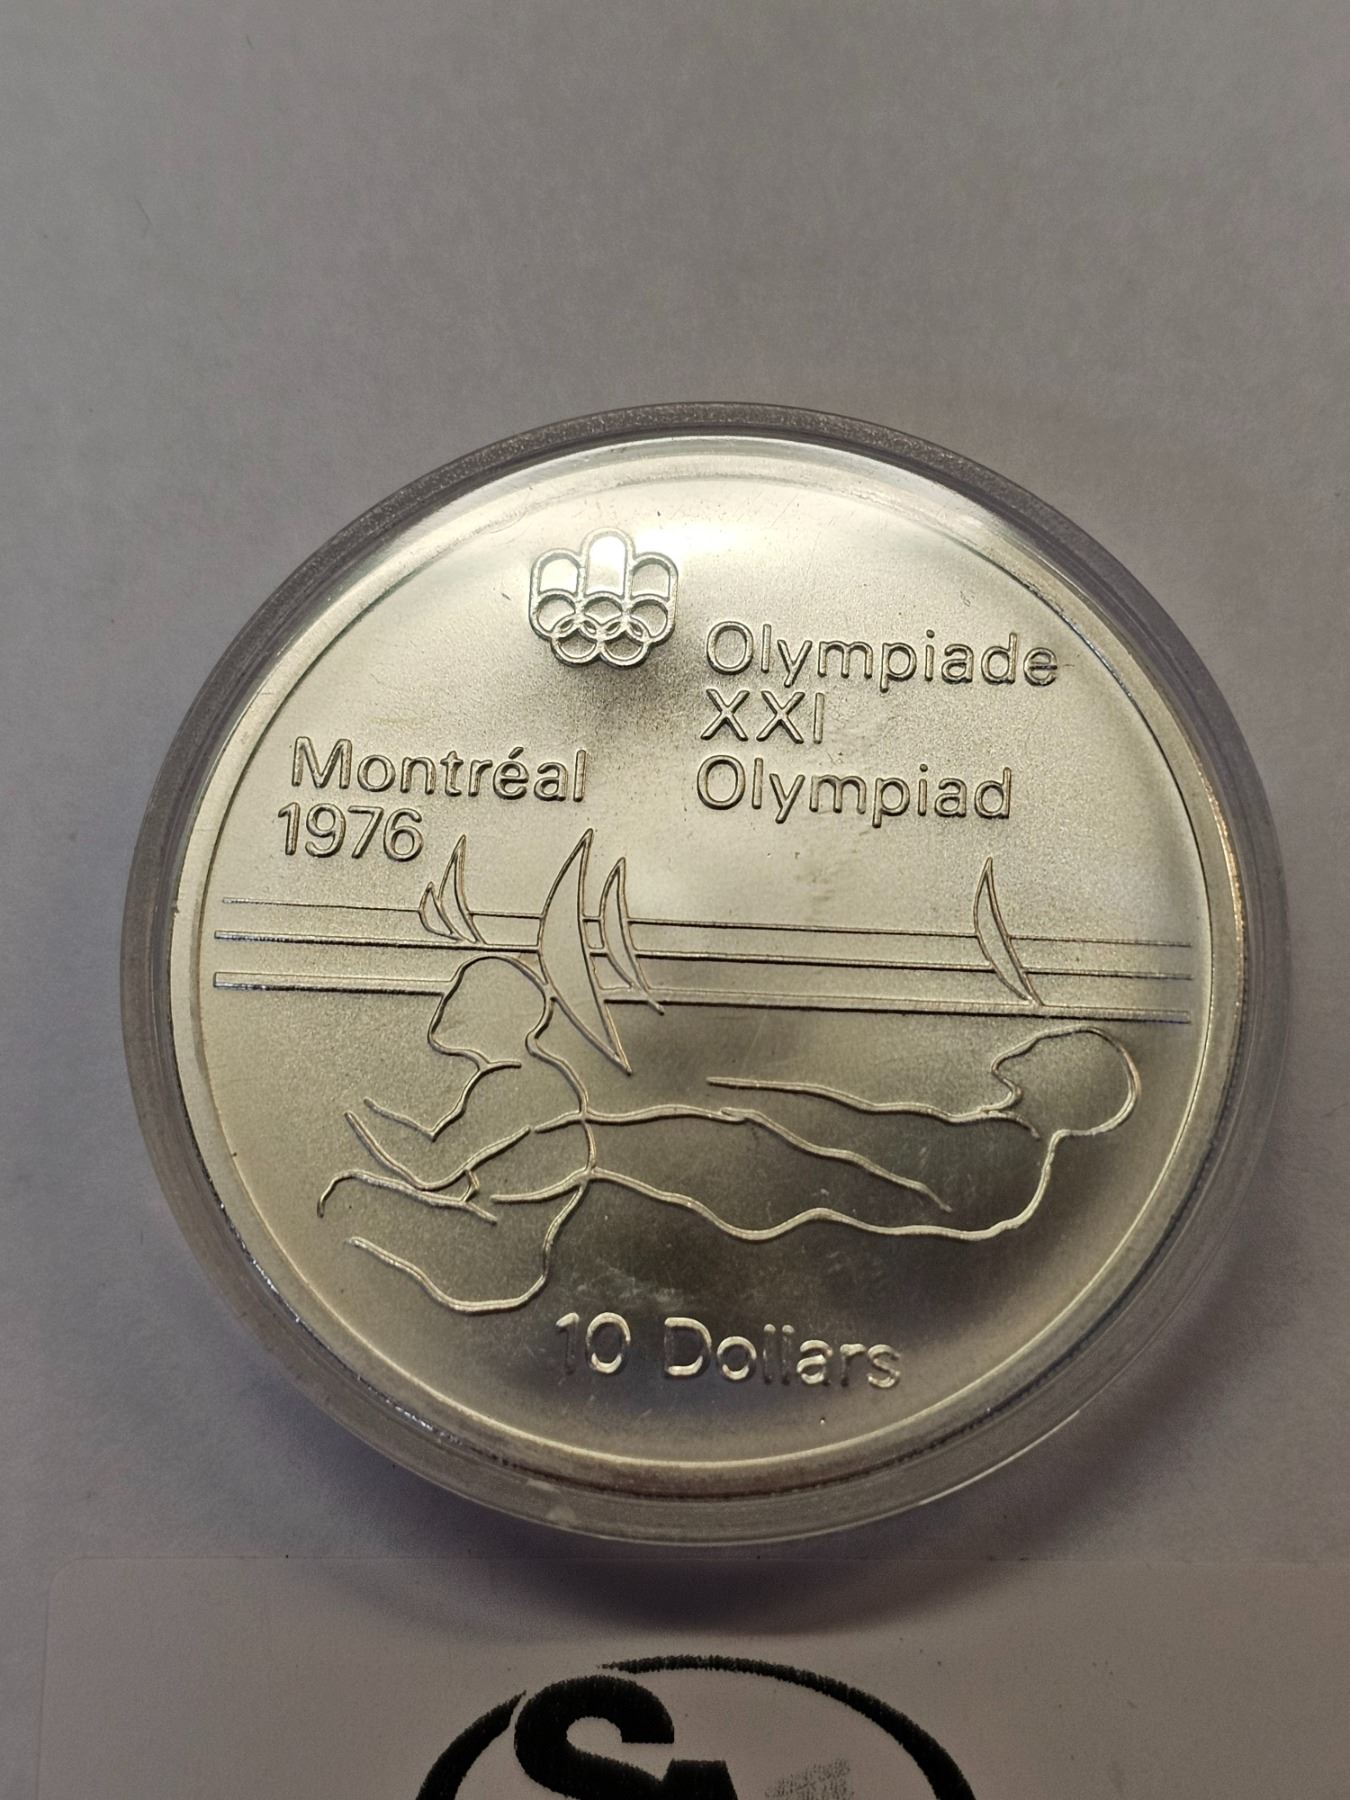 Olympiade
XXI
Olympiad
Montréal
1976
10 Dollars